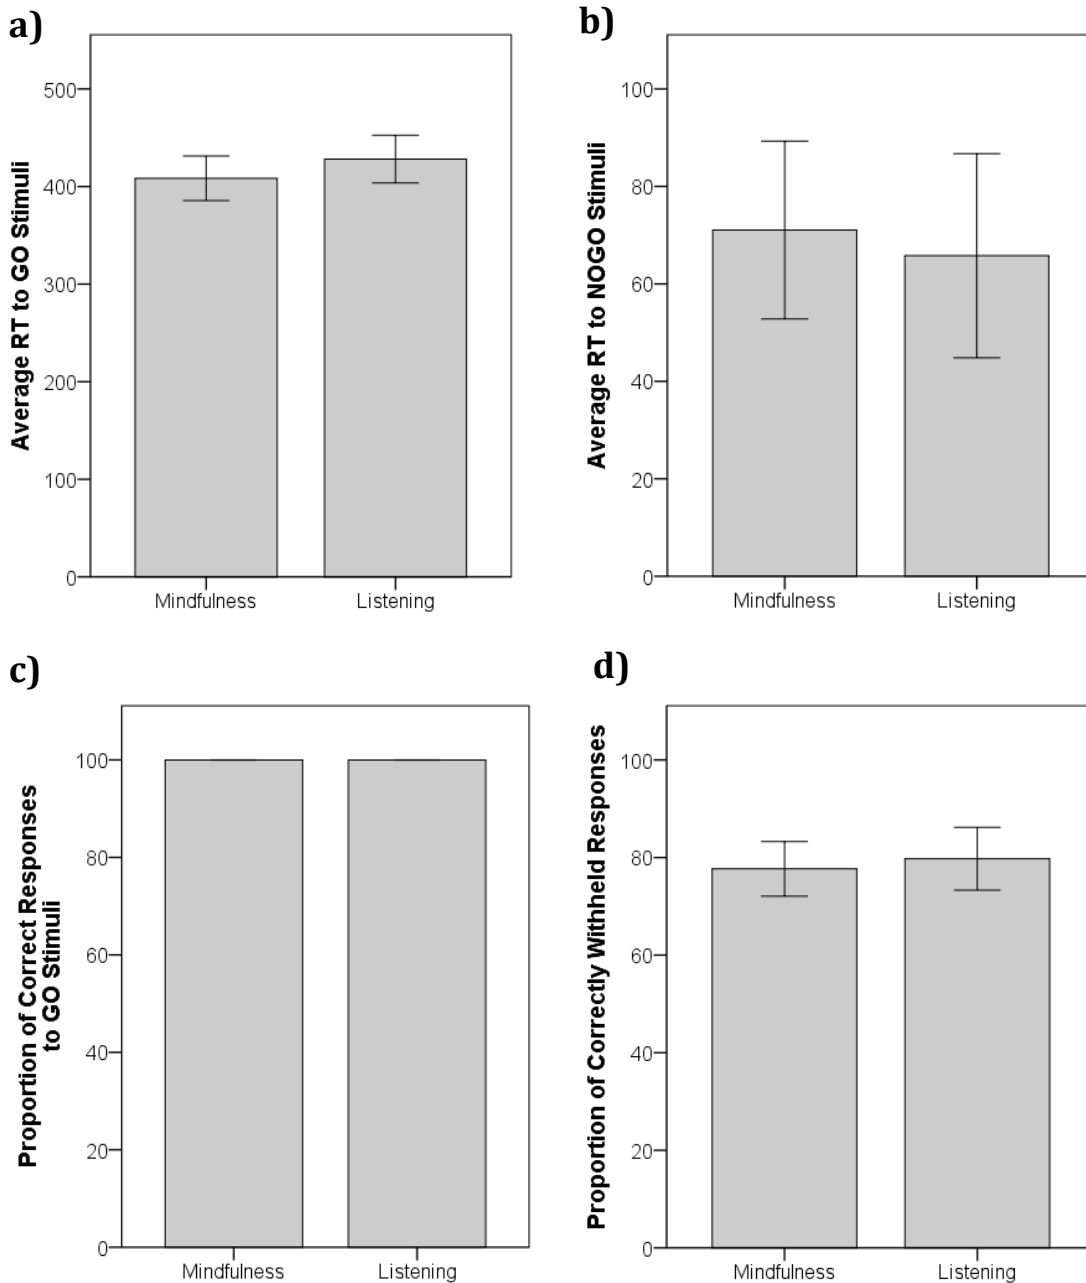 a)
Average RT to GO Stimuli
500
400
300
200
100
0
Mindfulness Listening
b)
Average RT to NOGO Stimuli
100
80
60
40
20
0
Mindfulness Listening
c)
Proportion of Correct Responses
to GO Stimuli
100
80
60
40
20
0
Mindfulness Listening
d)
Proportion of Correctly Withheld Responses
100
80
60
40
20
0
Mindfulness Listening